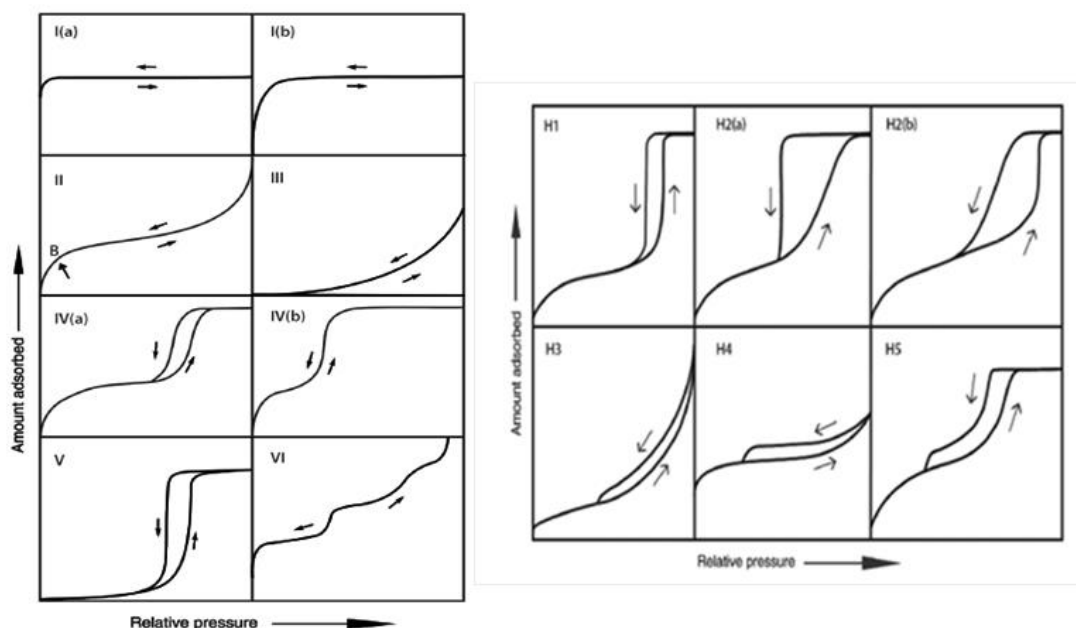 I(a)
I(b)
II
B
III
IV(a)
IV(b)
V
VI
Amount adsorbed
Relative pressure
H1
H2(a)
H2(b)
H3
H4
H5
Amount adsorbed
Relative pressure